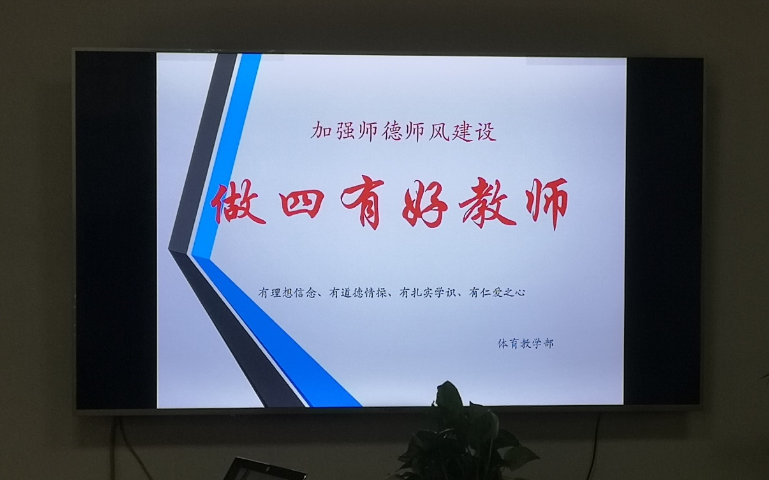 加强师德师风建设
做四有好教师
有理想信念、有道德情操、有扎实学识、有仁爱之心
体育教学部